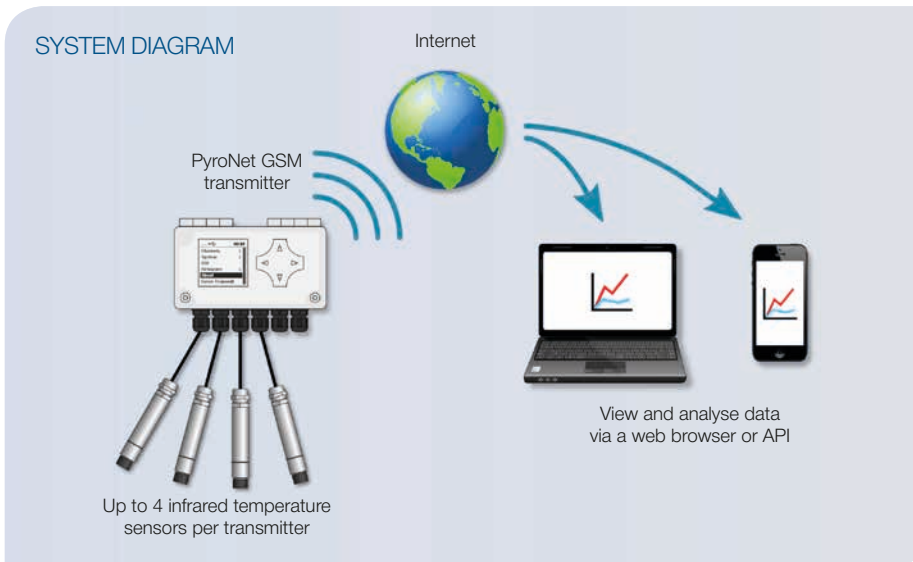 SYSTEM DIAGRAM
Internet
PyroNet GSM
transmitter
Up to 4 infrared temperature
sensors per transmitter
View and analyse data
via a web browser or API